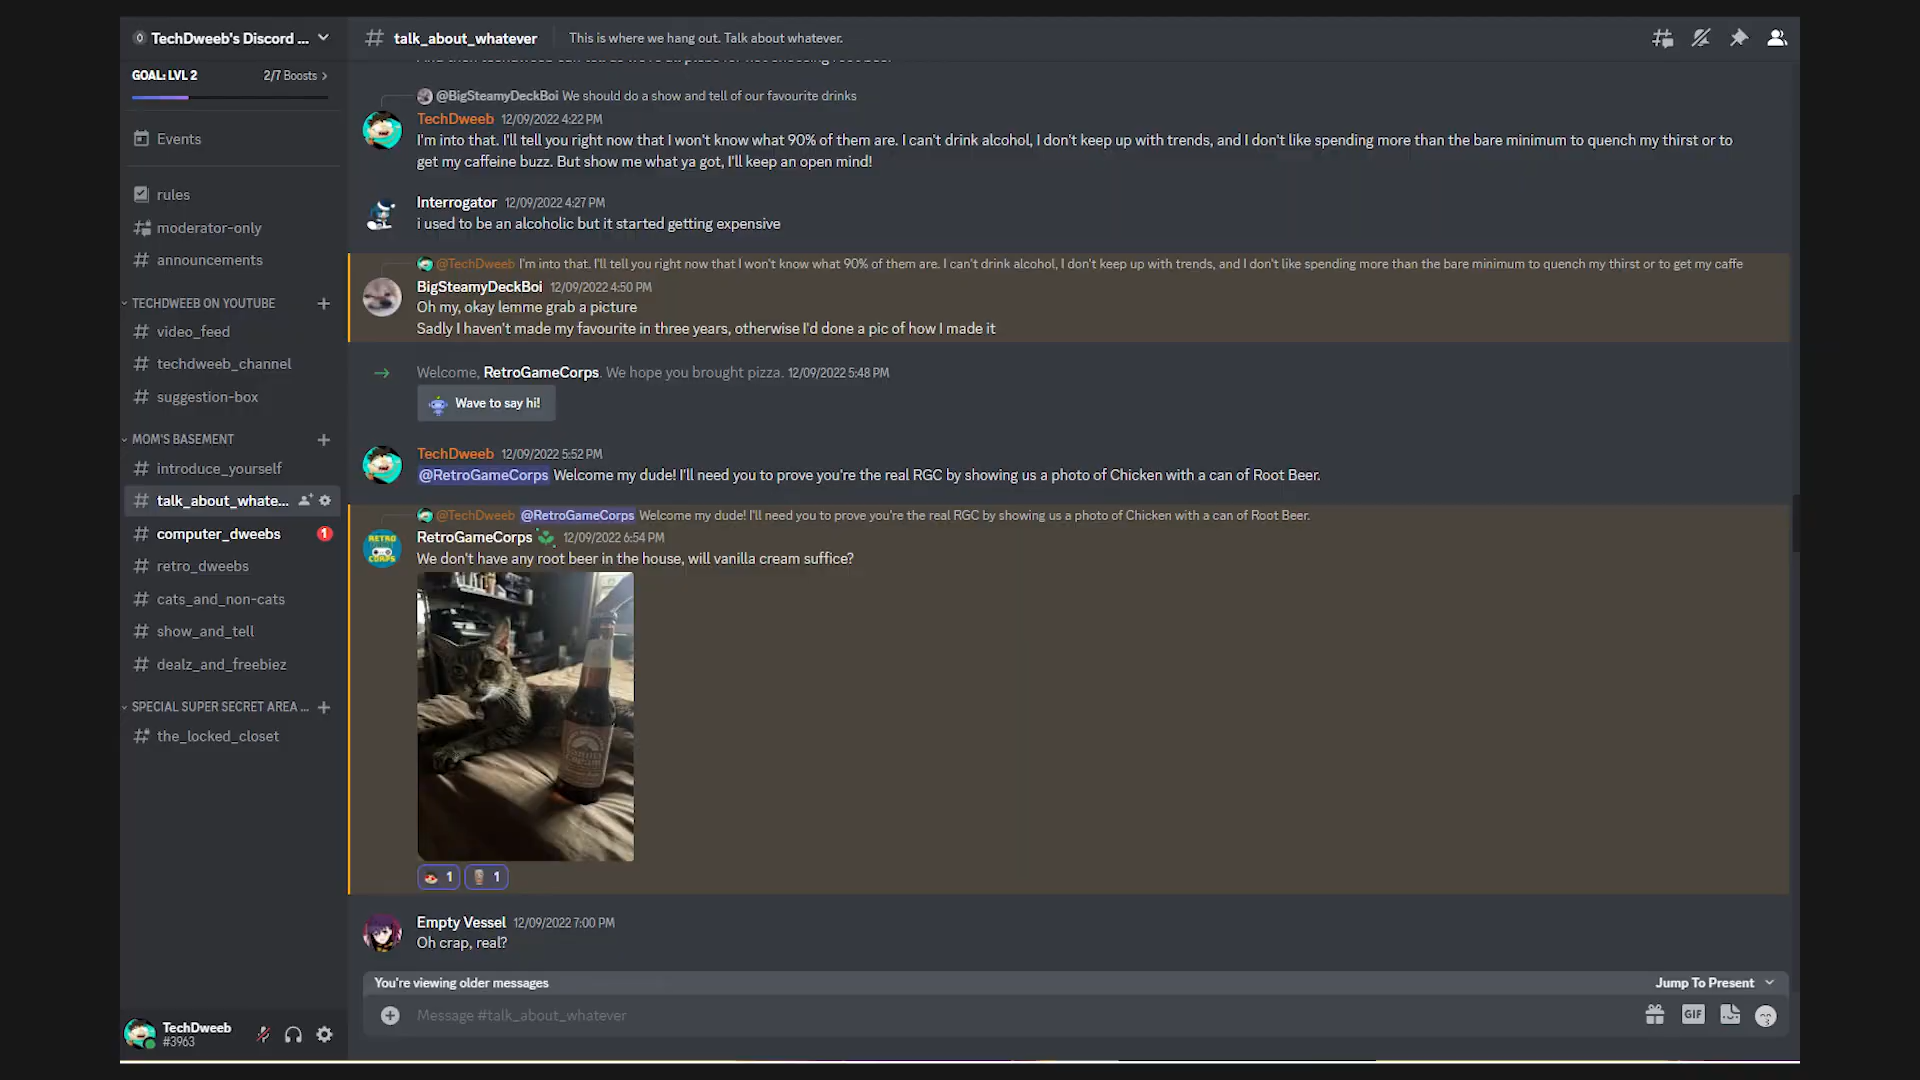 TechDweeb's Discord ...
# talk_about_whatever
This is where we hang out. Talk about whatever.
GOAL: LVL 2
2/7 Boosts >
Events
rules
moderator-only
announcements
TECHDWEEB ON YOUTUBE
video_feed
techdweeb_channel
suggestion-box
MOM'S BASEMENT
introduce_yourself
talk_about_whate...
computer_dweebs
1
retro_dweebs
cats_and_non-cats
show_and_tell
dealz_and_freebiez
SPECIAL SUPER SECRET AREA ...
the_locked_closet
TechDweeb
#3963
@BigSteamyDeckBoi We should do a show and tell of our favourite drinks
TechDweeb 12/09/2022 4:22 PM
I'm into that. I'll tell you right now that I won't know what 90% of them are. I can't drink alcohol, I don't keep up with trends, and I don't like spending more than the bare minimum to quench my thirst or to
get my caffeine buzz. But show me what ya got, I'll keep an open mind!
Interrogator 12/09/2022 4:27 PM
i used to be an alcoholic but it started getting expensive
@TechDweeb I'm into that. I'll tell you right now that I won't know what 90% of them are. I can't drink alcohol, I don't keep up with trends, and I don't like spending more than the bare minimum to quench my thirst or to get my caffe
BigSteamyDeckBoi 12/09/2022 4:50 PM
Oh my, okay lemme grab a picture
Sadly I haven't made my favourite in three years, otherwise I'd done a pic of how I made it
Welcome, RetroGameCorps. We hope you brought pizza. 12/09/2022 5:48 PM
Wave to say hi!
TechDweeb 12/09/2022 5:52 PM
@RetroGameCorps Welcome my dude! I'll need you to prove you're the real RGC by showing us a photo of Chicken with a can of Root Beer.
@TechDweeb @RetroGameCorps Welcome my dude! I'll need you to prove you're the real RGC by showing us a photo of Chicken with a can of Root Beer.
RetroGameCorps 12/09/2022 6:54 PM
We don't have any root beer in the house, will vanilla cream suffice?
1 1
Empty Vessel 12/09/2022 7:00 PM
Oh crap, real?
You're viewing older messages
Jump To Present
Message #talk_about_whatever
GIF